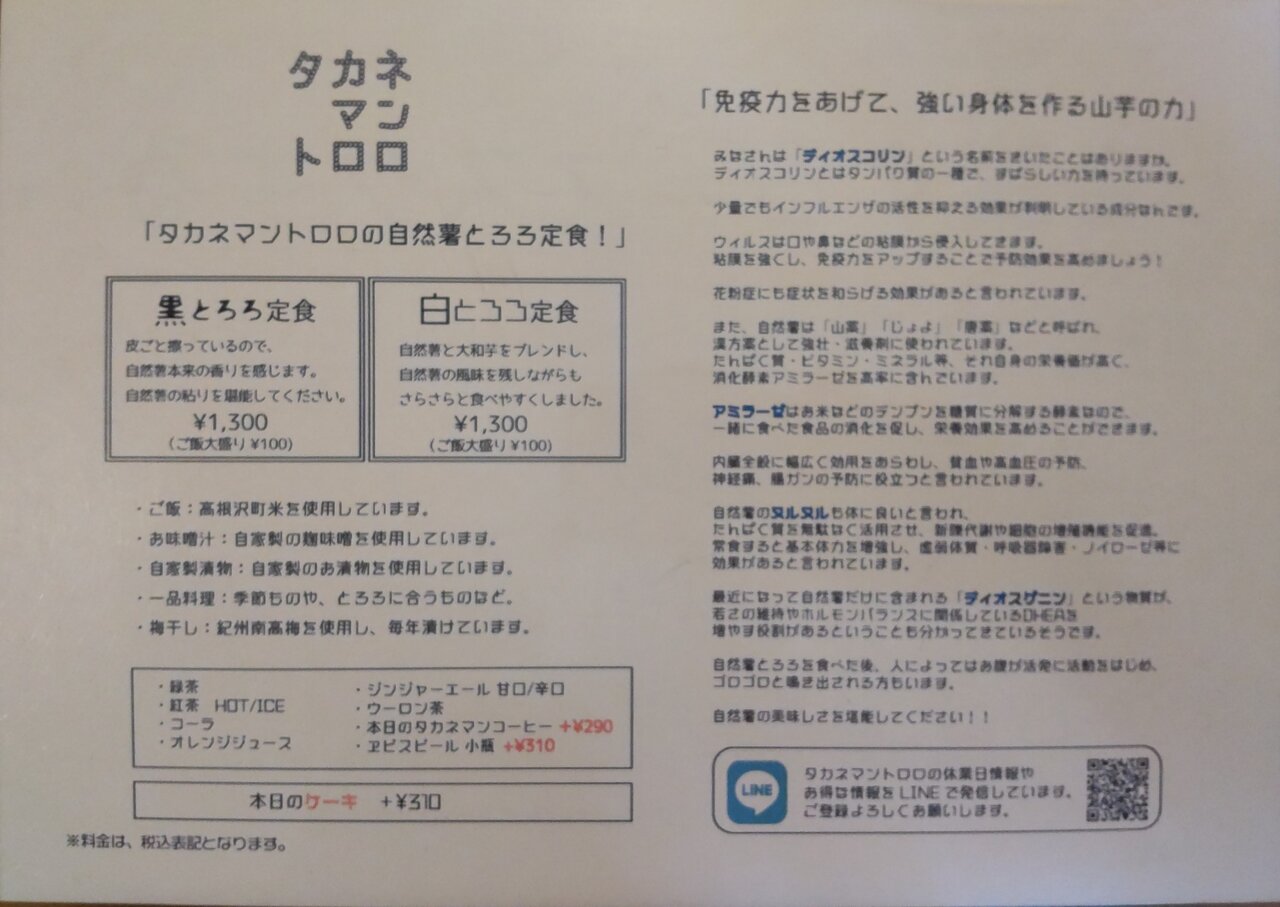 タカネ
マン
トロロ
「タカネマントロロの自然薯とろろ定食！」
黒とろろ定食
皮ごと擦っているので、
自然薯本来の香りを感じます。
自然薯の粘りを堪能してください。
¥1,300
(ご飯大盛り ¥100)
白とろろ定食
自然薯と大和芋をブレンドし、
自然薯の風味を残しながらも
さらさらと食べやすくしました。
¥1,300
(ご飯大盛り ¥100)
・ご飯：高根沢町米を使用しています。
・お味噌汁：自家製の麹味噌を使用しています。
・自家製漬物：自家製のお漬物を使用しています。
・一品料理：季節ものや、とろろに合うものなど。
・梅干し：紀州南高梅を使用し、毎年漬けています。
・緑茶
・紅茶 HOT/ICE
・コーラ
・オレンジジュース
・ジンジャーエール 甘口/辛口
・ウーロン茶
・本日のタカネマンコーヒー +¥290
・ヱビスビール 小瓶 +¥310
本日のケーキ +¥310
※料金は、税込表記となります。
「免疫力をあげて、強い身体を作る山芋の力」
みなさんは「ディオスコリン」という名前をきいたことはありますか。
ディオスコリンとはタンパク質の一種で、すばらしい力を持っています。
少量でもインフルエンザの活性を抑える効果が判明している成分なんです。
ウィルスは口や鼻などの粘膜から侵入してきます。
粘膜を強くし、免疫力をアップすることで予防効果を高めましょう！
花粉症にも症状を和らげる効果があると言われています。
また、自然薯は「山薬」「じょよ」「唐薬」などと呼ばれ、
漢方薬として強壮・滋養剤に使われています。
たんぱく質・ビタミン・ミネラル等、それ自身の栄養価が高く、
消化酵素アミラーゼを高率に含んでいます。
アミラーゼはお米などのデンプンを糖質に分解する酵素なので、
一緒に食べた食品の消化を促し、栄養効果を高めることができます。
内臓全般に幅広く効用をあらわし、貧血や高血圧の予防、
神経痛、腸ガンの予防に役立つと言われています。
自然薯のヌルヌルも体に良いと言われ、
たんぱく質を無駄なく活用させ、新陳代謝や細胞の増殖機能を促進。
常食すると基本体力を増強し、虚弱体質・呼吸器障害・ノイローゼ等に
効果があると言われています。
最近になって自然薯だけに含まれる「ディオスゲニン」という物質が、
若さの維持やホルモンバランスに関係しているDHEAを
増やす役割があるということも分かってきているそうです。
自然薯とろろを食べた後、人によってはお腹が活発に活動をはじめ、
ゴロゴロと鳴き出される方もいます。
自然薯の美味しさを堪能してください！！
LINE
タカネマントロロの休業日情報や
お得な情報を LINE で発信しています。
ご登録よろしくお願いします。